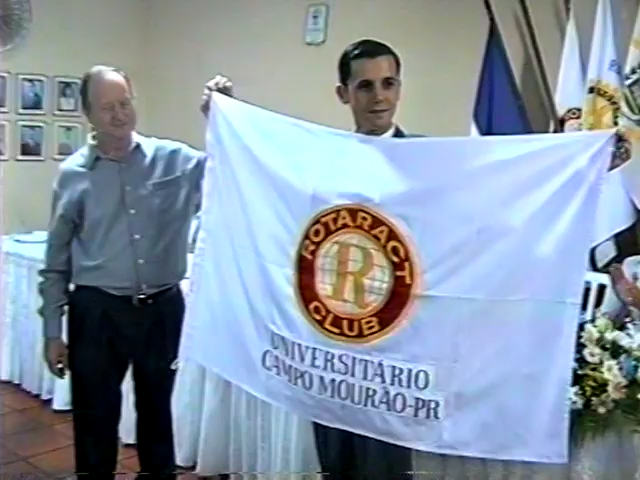 ROTARACT
R
CLUB
UNIVERSITÁRIO
CAMPO MOURÃO-PR